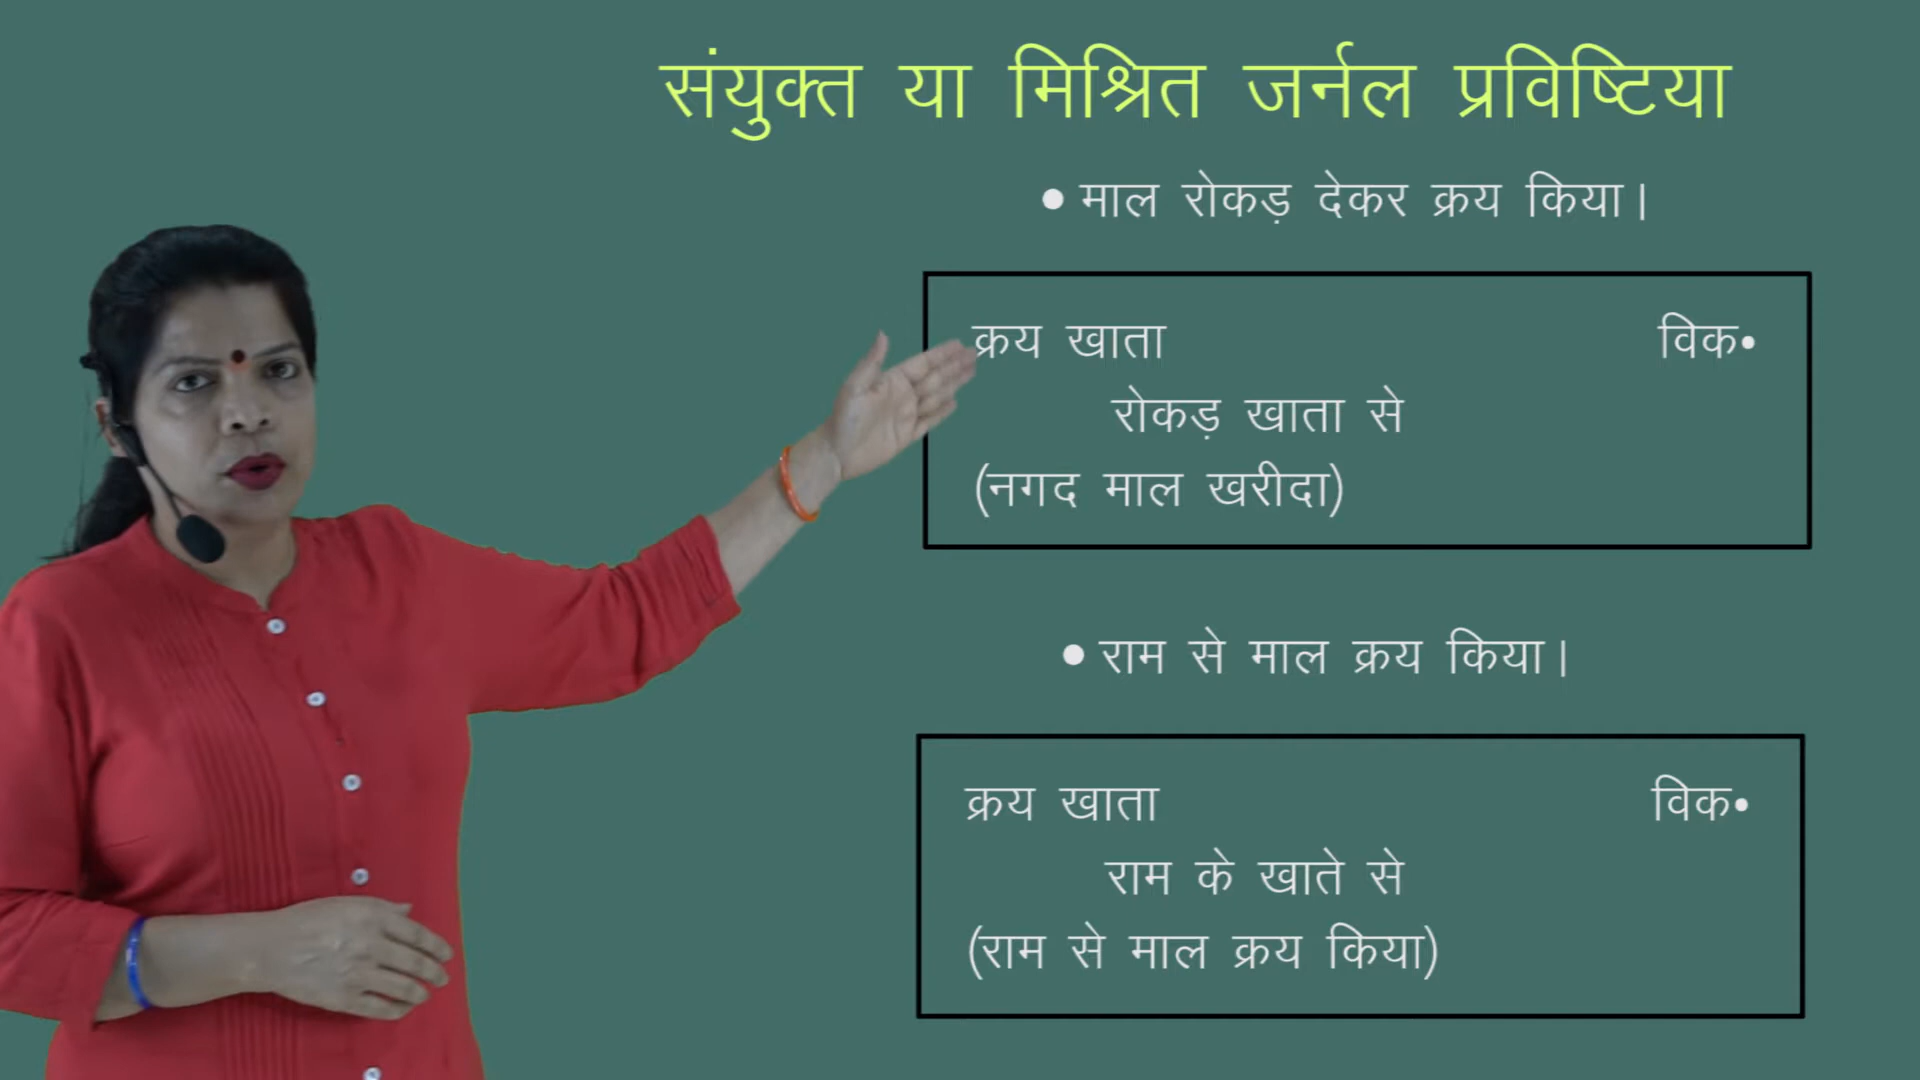 संयुक्त या मिश्रित जर्नल प्रविष्टिया
• माल रोकड़ देकर क्रय किया।
क्रय खाता विक•
रोकड़ खाता से
(नगद माल खरीदा)
• राम से माल क्रय किया।
क्रय खाता विक•
राम के खाते से
(राम से माल क्रय किया)